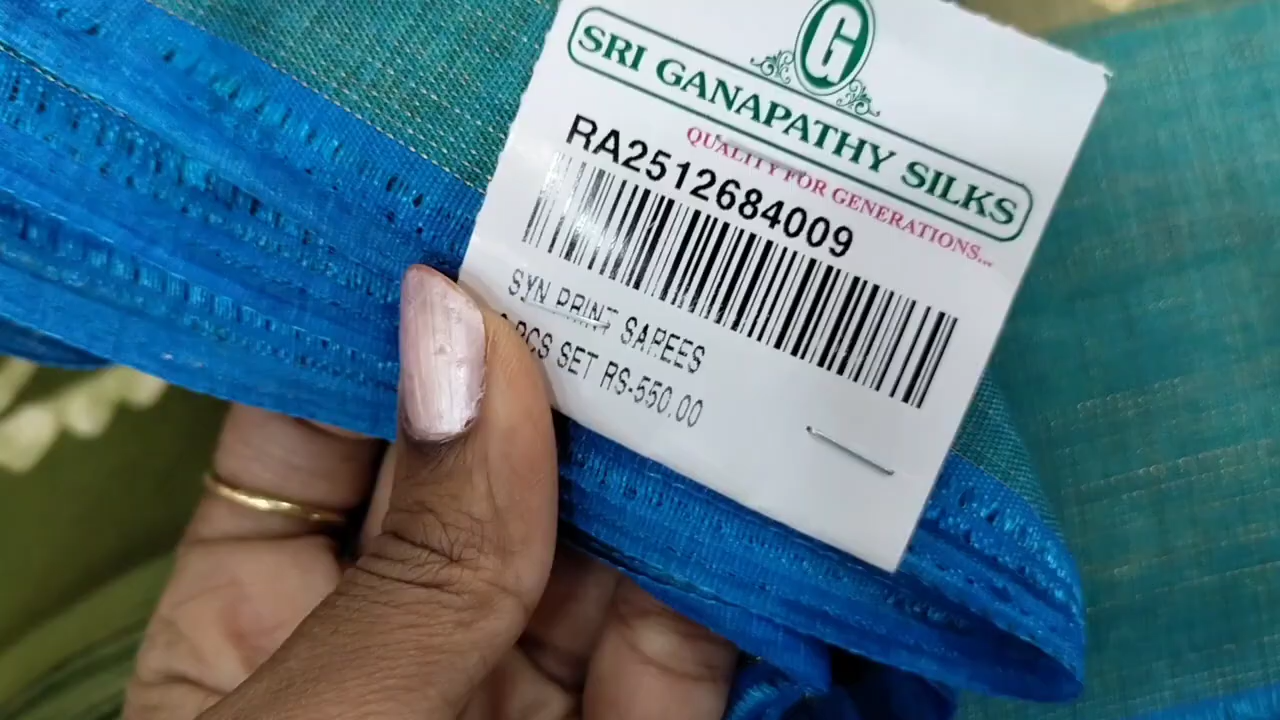 G
SRI GANAPATHY SILKS
QUALITY FOR GENERATIONS...
RA2512684009
SYN PRINT SAREES
PCS SET RS-550.00